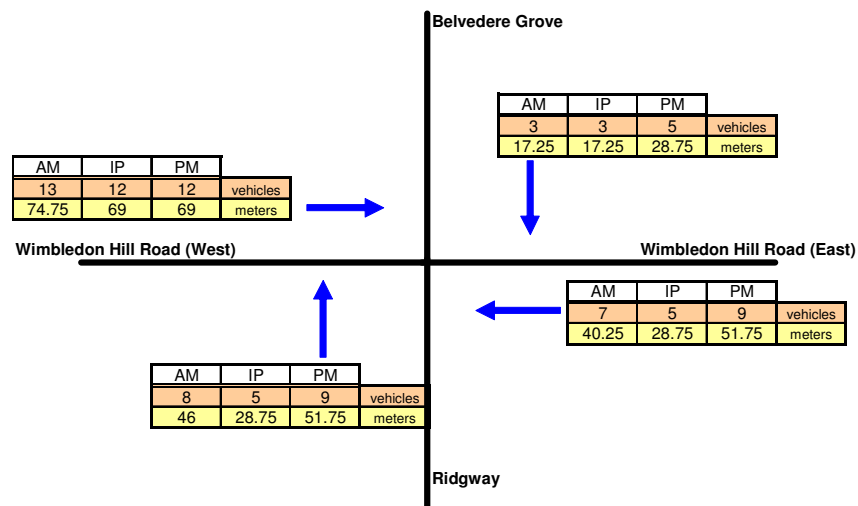 Belvedere Grove
AM IP PM
3 3 5 vehicles
17.25 17.25 28.75 meters
AM IP PM
13 12 12 vehicles
74.75 69 69 meters
Wimbledon Hill Road (West)
Wimbledon Hill Road (East)
AM IP PM
7 5 9 vehicles
40.25 28.75 51.75 meters
AM IP PM
8 5 9 vehicles
46 28.75 51.75 meters
Ridgway